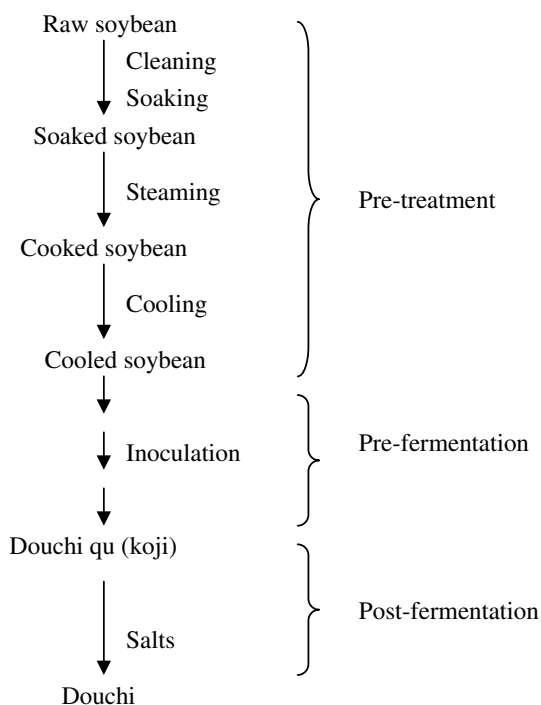 Raw soybean
Cleaning
Soaking
Soaked soybean
Steaming
Pre-treatment
Cooked soybean
Cooling
Cooled soybean
Inoculation
Pre-fermentation
Douchi qu (koji)
Post-fermentation
Salts
Douchi